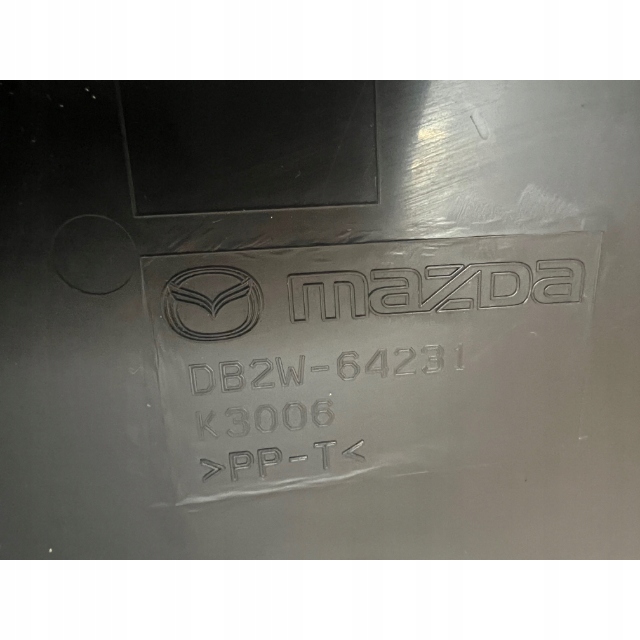 mazda
DB2W-64231
K3006
>PP-T<